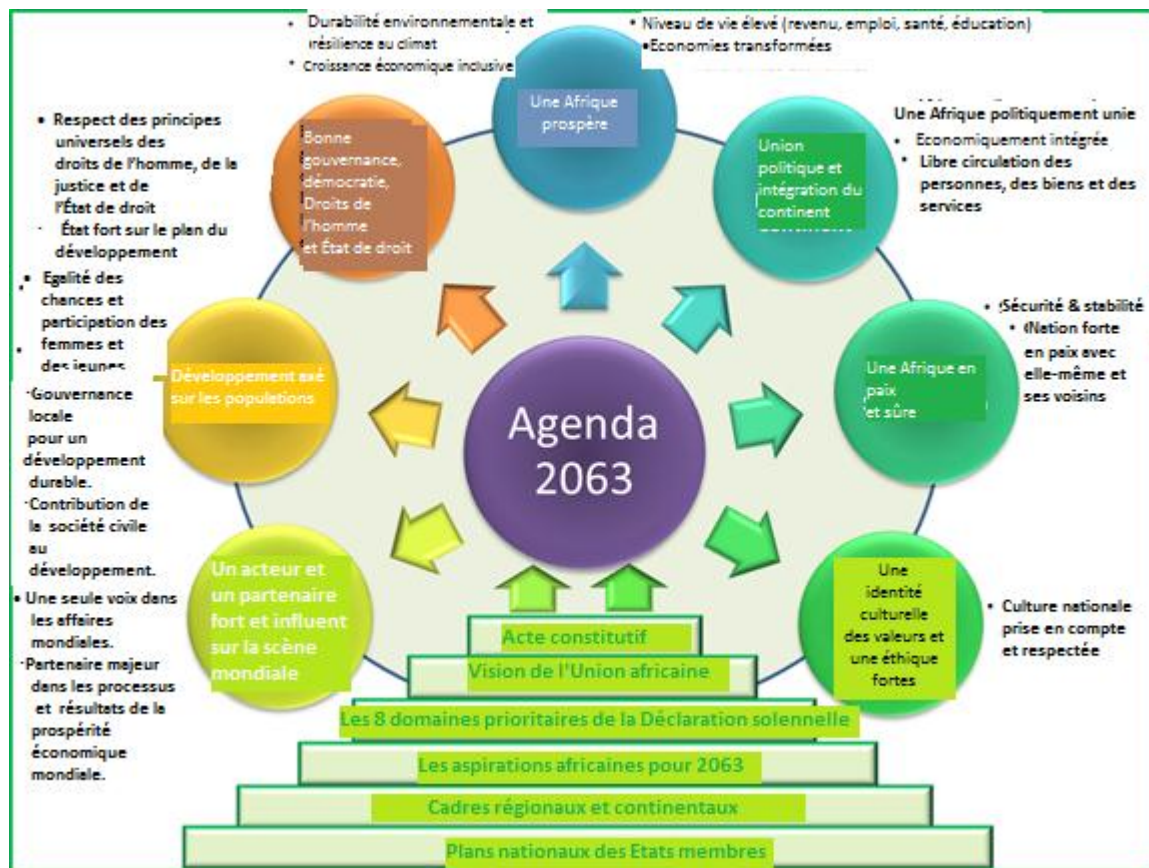 Durabilité environnementale et
résilience au climat
* Croissance économique inclusive
• Niveau de vie élevé (revenu, emploi, santé, éducation)
•Economies transformées
Une Afrique
prospère
• Respect des principes
universels des
droits de l'homme, de la
justice et de
l'État de droit
· État fort sur le plan du
développement
Bonne
gouvernance,
démocratie,
Droits de
l'homme
et État de droit
Union
politique et
intégration du
continent
Une Afrique politiquement unie
• Economiquement intégrée
• Libre circulation des
personnes, des biens et des
services
• Egalité des
chances et
participation des
femmes et
des jeunes
Développement axé
sur les populations
·Gouvernance
locale
pour un
développement
durable.
·Contribution de
la société civile
au
développement.
Une Afrique en
paix
et sûre
• Sécurité & stabilité
• Nation forte
en paix avec
elle-même et
ses voisins
Agenda
2063
Un acteur et
un partenaire
fort et influent
sur la scène
mondiale
• Une seule voix dans
les affaires
mondiales.
·Partenaire majeur
dans les processus
et résultats de la
prospérité
économique
mondiale.
Une
identité
culturelle
des valeurs et
une éthique
fortes
• Culture nationale
prise en compte
et respectée
Acte constitutif
Vision de l'Union africaine
Les 8 domaines prioritaires de la Déclaration solennelle
Les aspirations africaines pour 2063
Cadres régionaux et continentaux
Plans nationaux des Etats membres